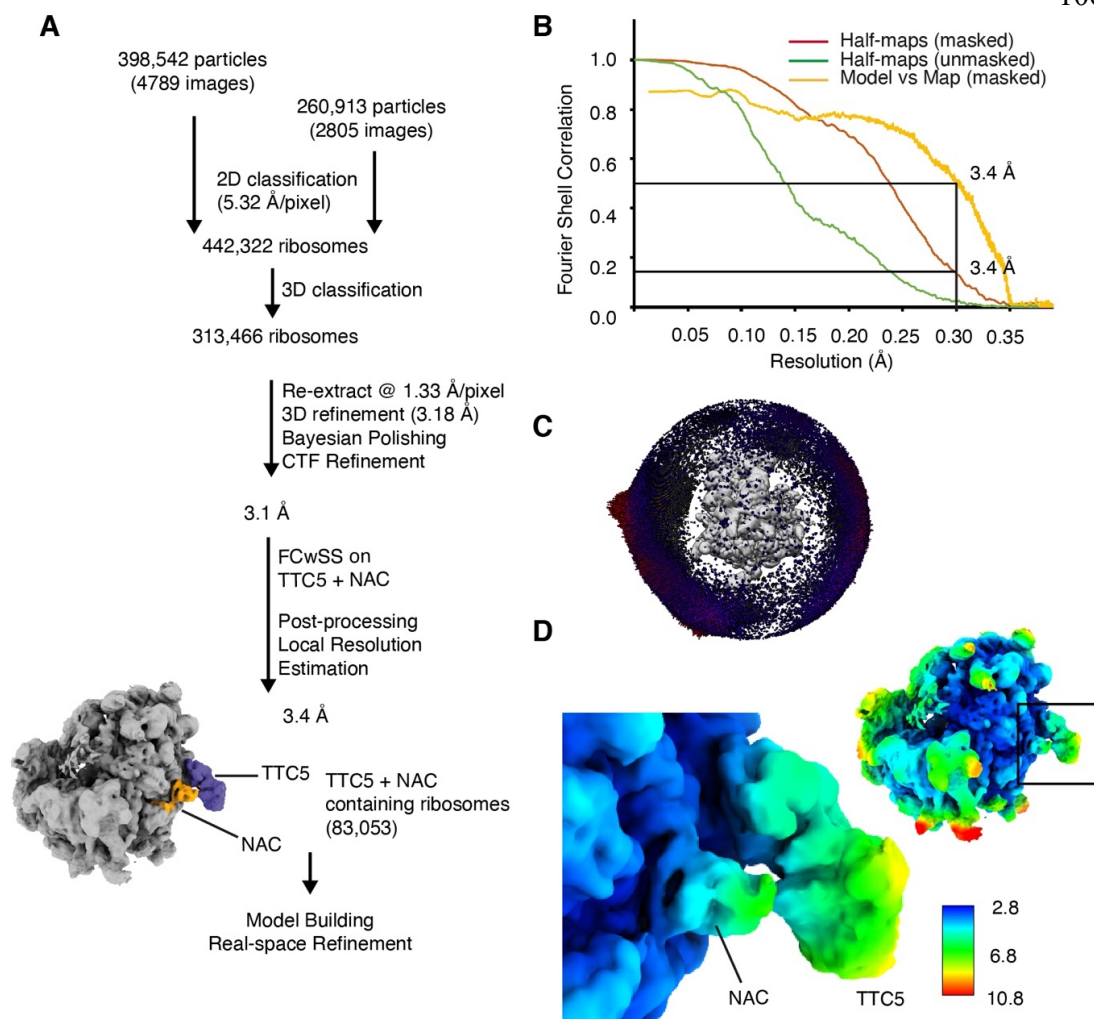 A
398,542 particles
(4789 images)
260,913 particles
(2805 images)
2D classification
(5.32 Å/pixel)
442,322 ribosomes
3D classification
313,466 ribosomes
Re-extract @ 1.33 Å/pixel
3D refinement (3.18 Å)
Bayesian Polishing
CTF Refinement
3.1 Å
FCwSS on
TTC5 + NAC
Post-processing
Local Resolution
Estimation
3.4 Å
TTC5
NAC
TTC5 + NAC
containing ribosomes
(83,053)
Model Building
Real-space Refinement
B
Half-maps (masked)
Half-maps (unmasked)
Model vs Map (masked)
Fourier Shell Correlation
1.0
0.8
0.6
0.4
0.2
0.0
3.4 Å
3.4 Å
0.05 0.10 0.15 0.20 0.25 0.30 0.35
Resolution (Å)
C
D
NAC
TTC5
2.8
6.8
10.8